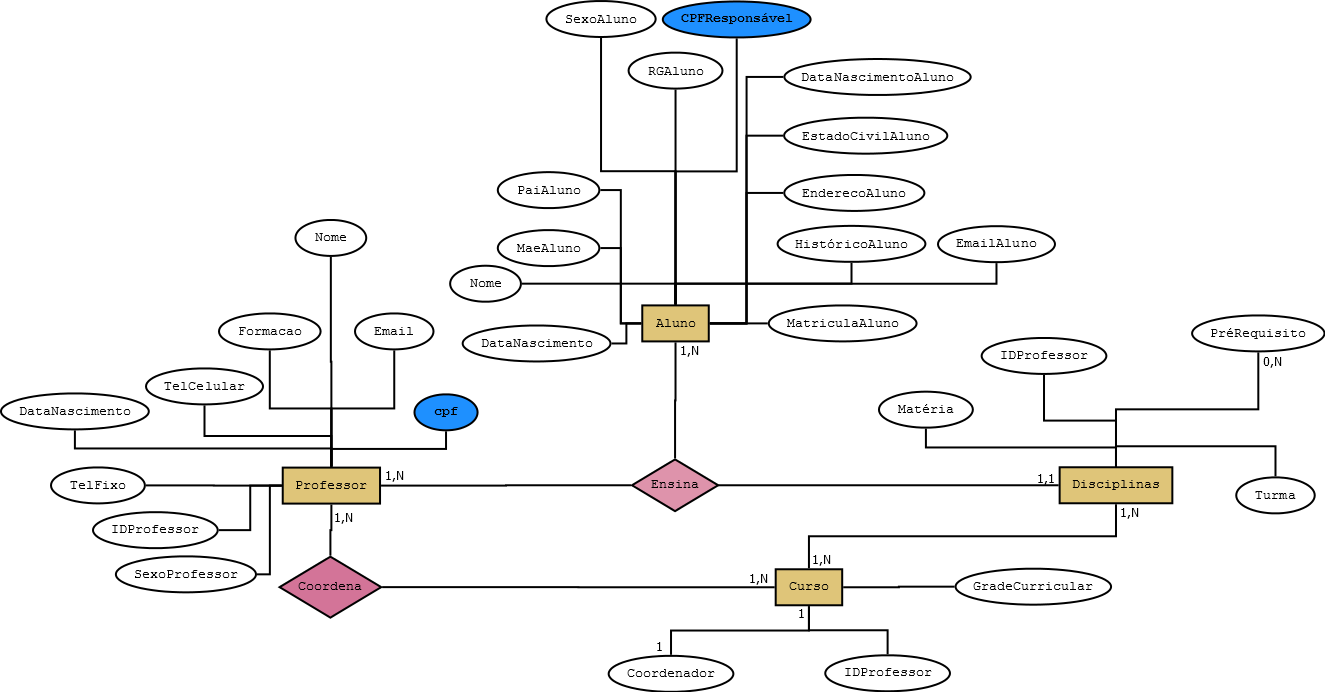 SexoAluno
CPFResponsável
RGAluno
DataNascimentoAluno
EstadoCivilAluno
PaiAluno
EnderecoAluno
Nome
MaeAluno
HistóricoAluno
EmailAluno
Nome
Formacao
Email
Aluno
MatriculaAluno
DataNascimento
1,N
PréRequisito
IDProfessor
0,N
TelCelular
DataNascimento
cpf
Matéria
1,N
1,1
TelFixo
Professor
Ensina
Disciplinas
Turma
1,N
1,N
IDProfessor
1,N
SexoProfessor
Coordena
1,N
Curso
GradeCurricular
1
1
Coordenador
IDProfessor